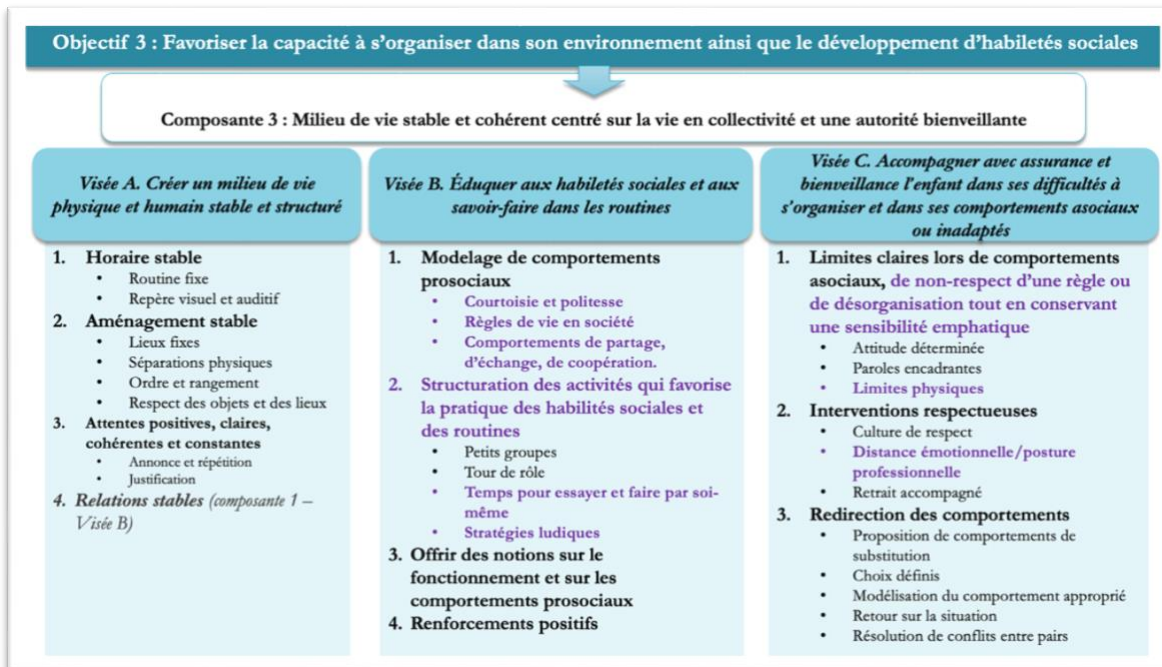 Objectif 3 : Favoriser la capacité à s'organiser dans son environnement ainsi que le développement d'habiletés sociales
Composante 3 : Milieu de vie stable et cohérent centré sur la vie en collectivité et une autorité bienveillante
Visée A. Créer un milieu de vie
physique et humain stable et structuré
1. Horaire stable
• Routine fixe
• Repère visuel et auditif
2. Aménagement stable
• Lieux fixes
• Séparations physiques
• Ordre et rangement
• Respect des objets et des lieux
3. Attentes positives, claires,
cohérentes et constantes
• Annonce et répétition
• Justification
4. Relations stables (composante 1 –
Visée B)
Visée B. Éduquer aux habiletés sociales et aux
savoir-faire dans les routines
1. Modelage de comportements
prosociaux
• Courtoisie et politesse
• Règles de vie en société
• Comportements de partage,
d'échange, de coopération.
2. Structuration des activités qui favorise
la pratique des habilités sociales et
des routines
• Petits groupes
• Tour de rôle
• Temps pour essayer et faire par soi-
même
• Stratégies ludiques
3. Offrir des notions sur le
fonctionnement et sur les
comportements prosociaux
4. Renforcements positifs
Visée C. Accompagner avec assurance et
bienveillance l'enfant dans ses difficultés à
s'organiser et dans ses comportements asociaux
ou inadaptés
1. Limites claires lors de comportements
asociaux, de non-respect d'une règle ou
de désorganisation tout en conservant
une sensibilité emphatique
• Attitude déterminée
• Paroles encadrantes
• Limites physiques
2. Interventions respectueuses
• Culture de respect
• Distance émotionnelle/posture
professionnelle
• Retrait accompagné
3. Redirection des comportements
• Proposition de comportements de
substitution
• Choix définis
• Modélisation du comportement approprié
• Retour sur la situation
• Résolution de conflits entre pairs